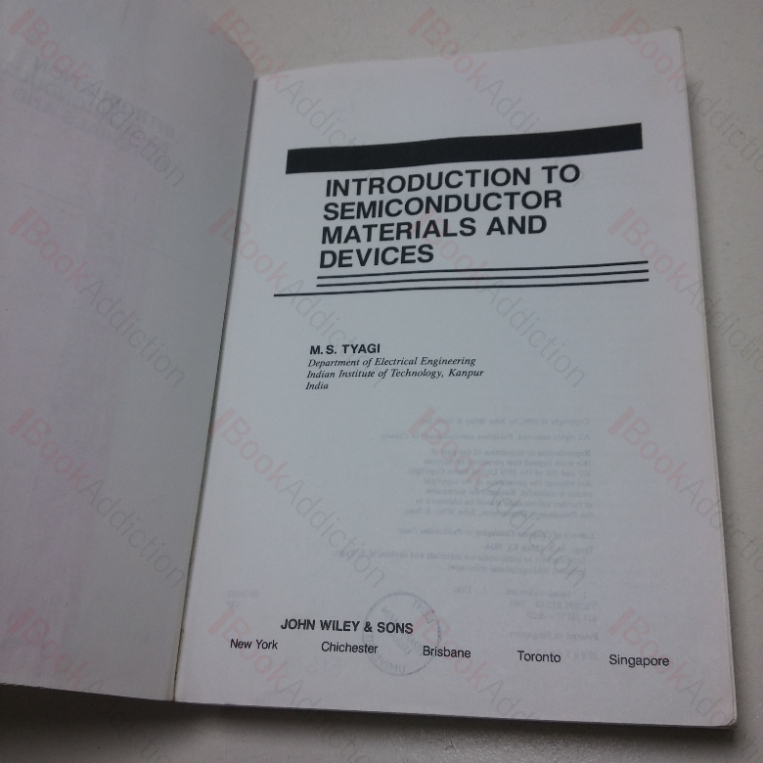 INTRODUCTION TO
SEMICONDUCTOR
MATERIALS AND
DEVICES
M. S. TYAGI
Department of Electrical Engineering
Indian Institute of Technology, Kanpur
India
JOHN WILEY & SONS
New York Chichester Brisbane Toronto Singapore
BookAddiction